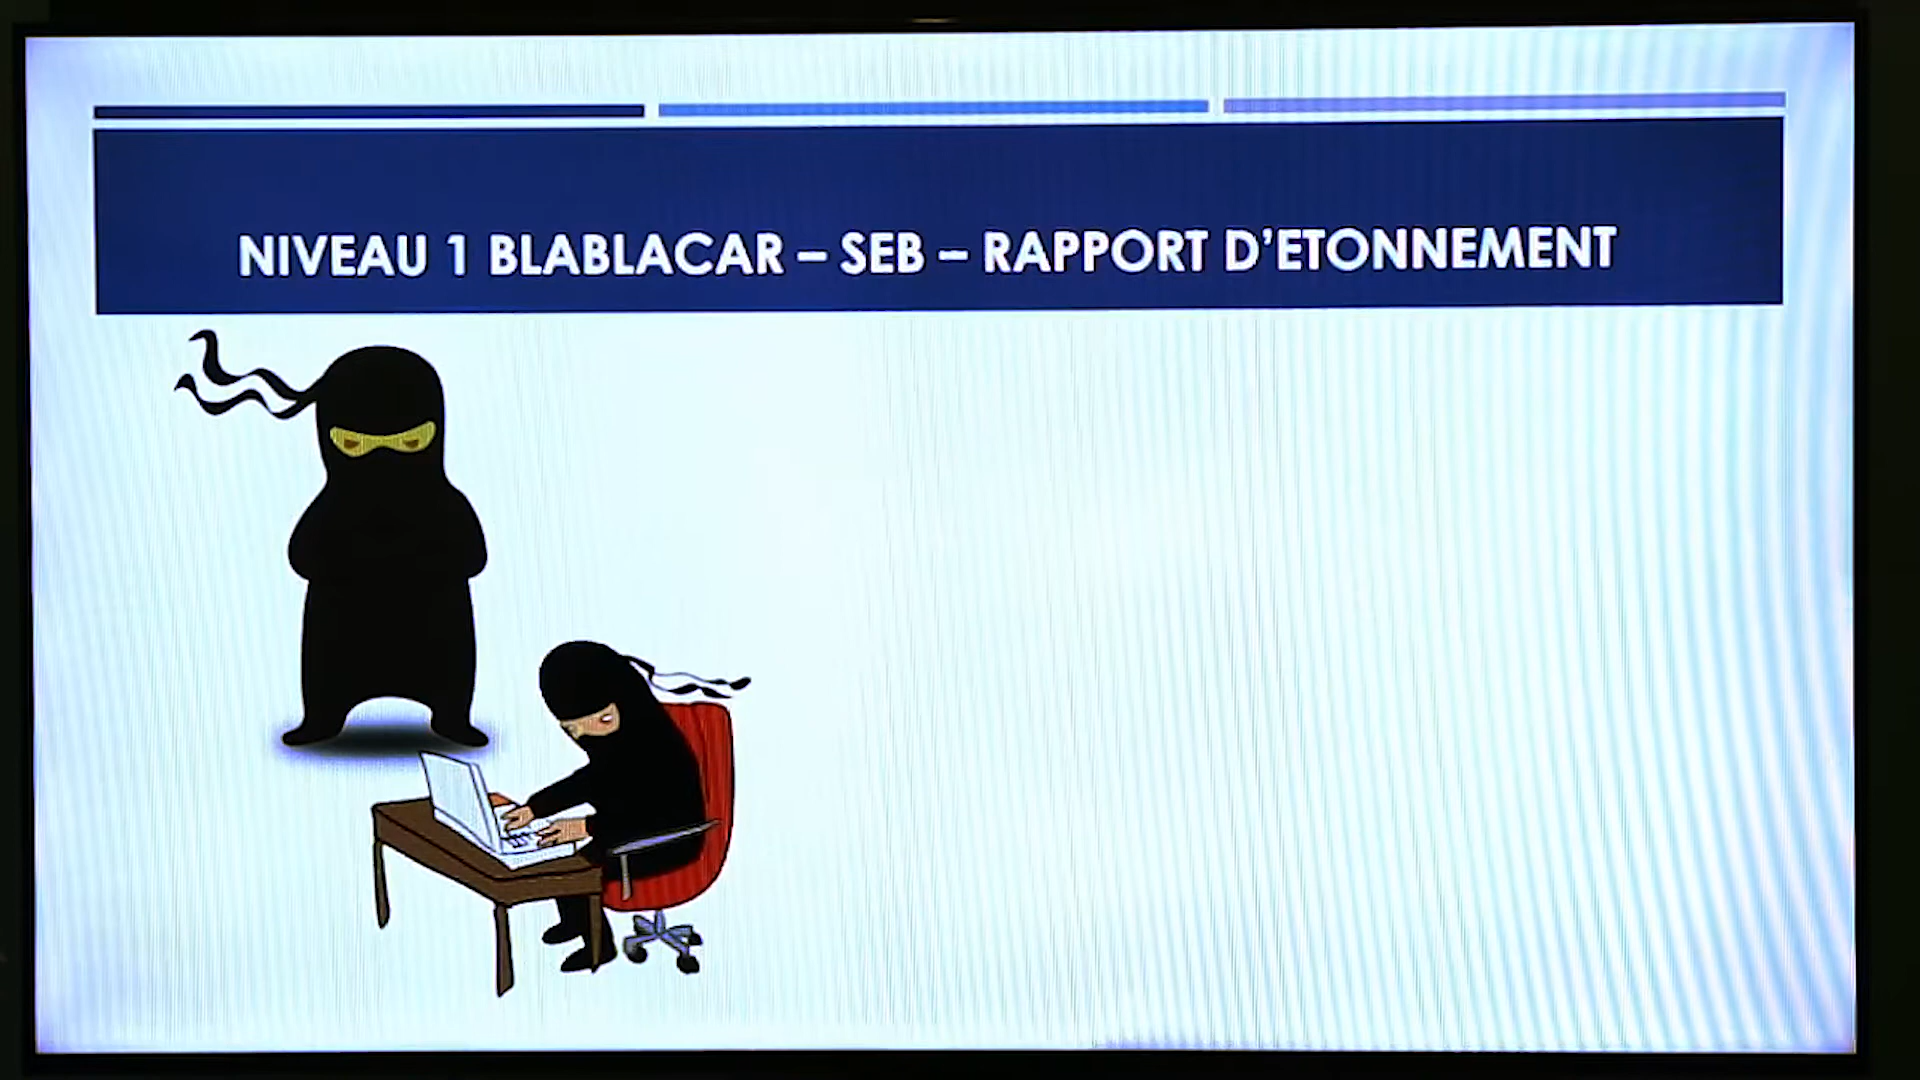 NIVEAU 1 BLABLACAR – SEB – RAPPORT D'ETONNEMENT